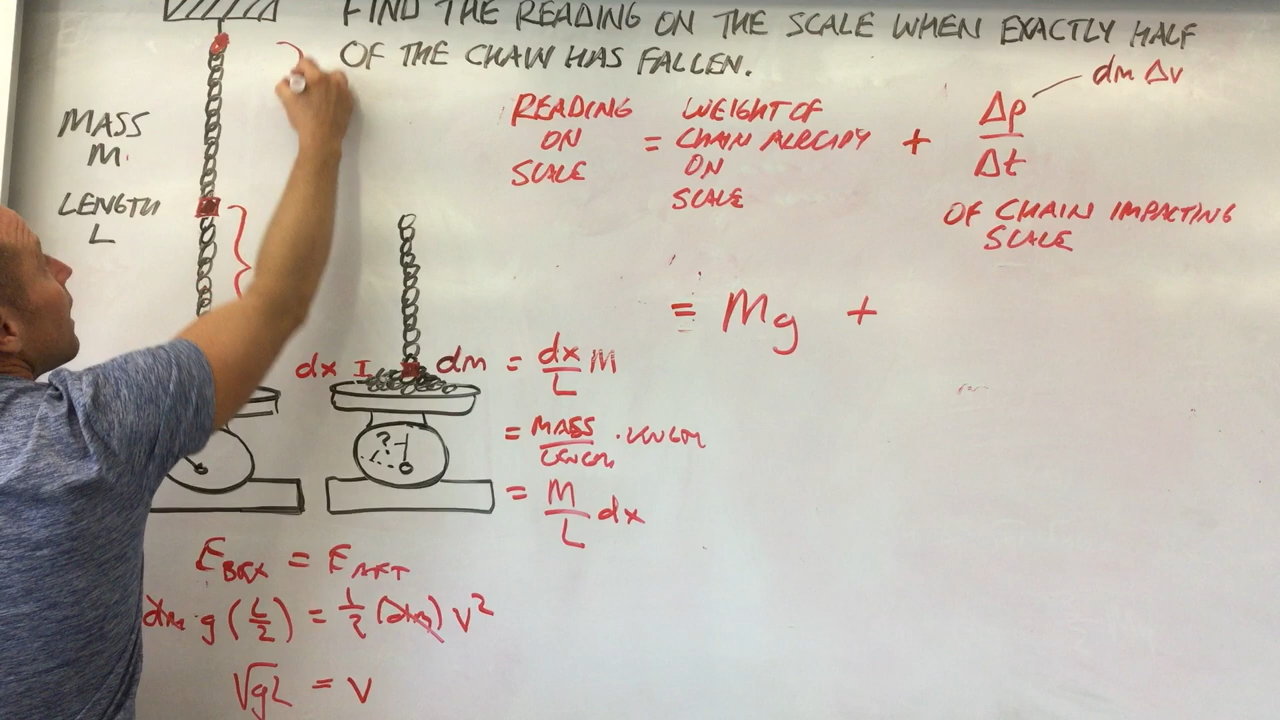 FIND THE READING ON THE SCALE WHEN EXACTLY HALF
OF THE CHAIN HAS FALLEN.
MASS
M
LENGTH
L
READING
ON
SCALE
=
WEIGHT OF
CHAIN ALREADY
ON
SCALE
+
Δp
Δt
dm Δv
OF CHAIN IMPACTING
SCALE
= Mg +
dx I dm = dx/L M
= MASS/LENGTH · LENGTH
= M/L dx
?
E BEF = E AFT
dm g (L/2) = 1/2 (dm) v²
√gL = v